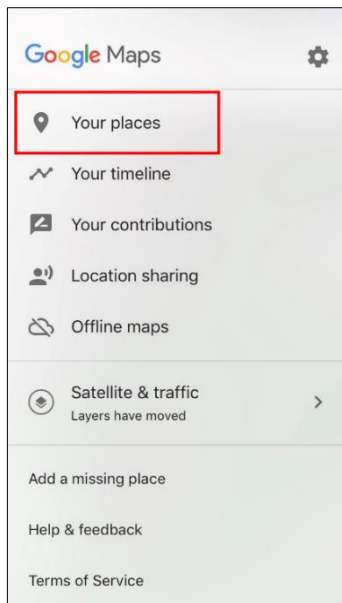 Google Maps
Your places
Your timeline
Your contributions
Location sharing
Offline maps
Satellite & traffic
Layers have moved
Add a missing place
Help & feedback
Terms of Service